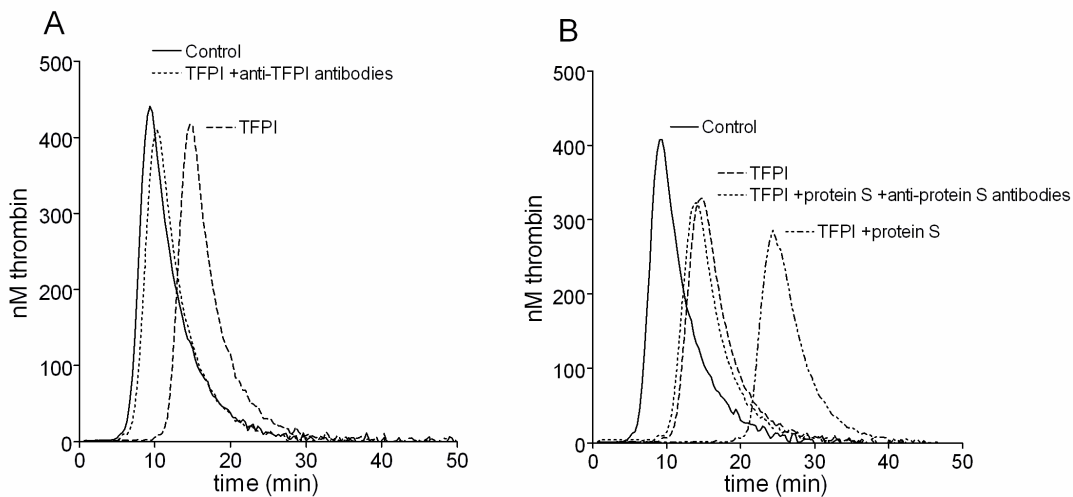 A
Control
TFPI +anti-TFPI antibodies
TFPI
500
400
300
200
100
0
nM thrombin
0 10 20 30 40 50
time (min)
B
Control
TFPI
TFPI +protein S +anti-protein S antibodies
TFPI +protein S
500
400
300
200
100
0
nM thrombin
0 10 20 30 40 50
time (min)